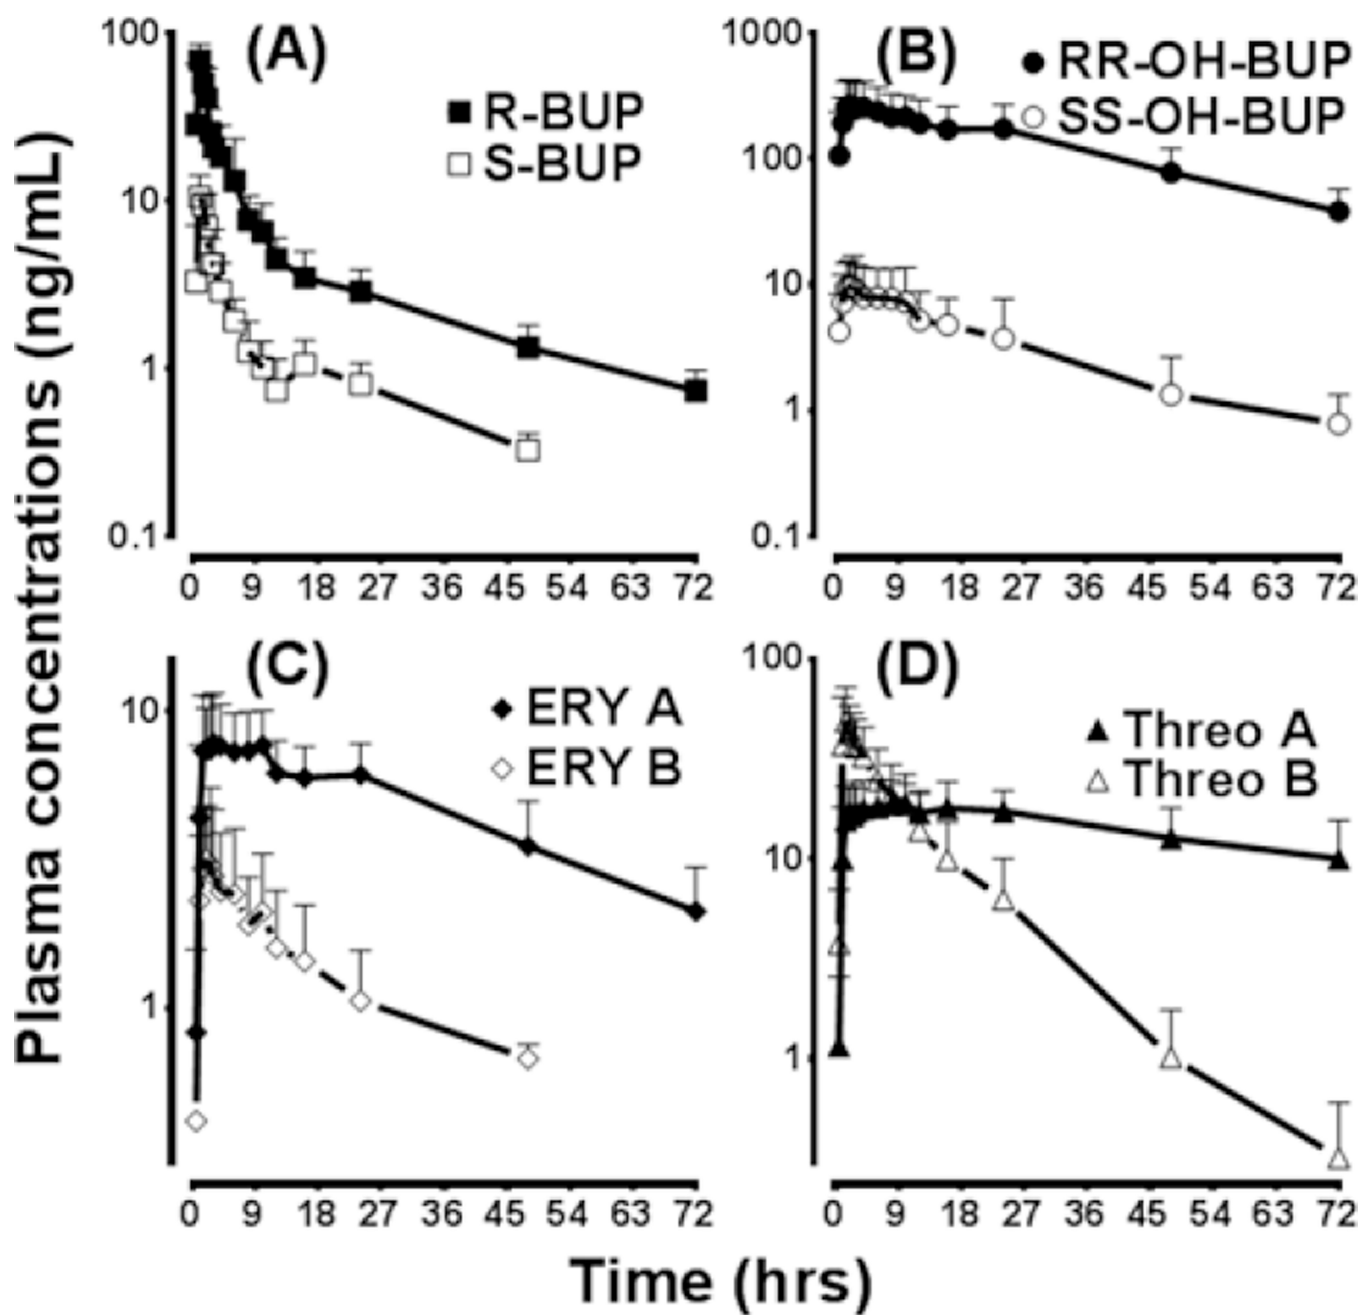 Plasma concentrations (ng/mL)
(A)
R-BUP
S-BUP
100
10
1
0.1
0 9 18 27 36 45 54 63 72
(B)
RR-OH-BUP
SS-OH-BUP
1000
100
10
1
0.1
0 9 18 27 36 45 54 63 72
(C)
ERY A
ERY B
10
1
0 9 18 27 36 45 54 63 72
(D)
Threo A
Threo B
100
10
1
0 9 18 27 36 45 54 63 72
Time (hrs)